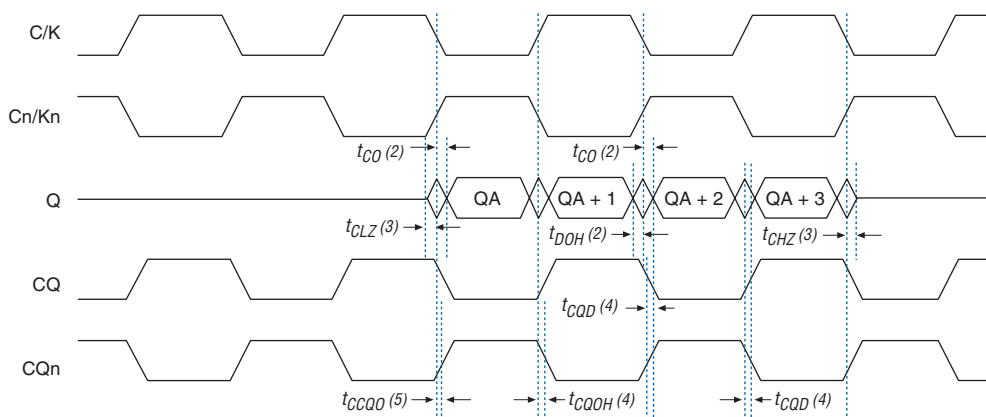 C/K
Cn/Kn
tCO (2)
tCO (2)
Q
QA
QA + 1
QA + 2
QA + 3
tCLZ (3)
tDOH (2)
tCHZ (3)
CQ
tCQD (4)
CQn
tCCQO (5)
tCQOH (4)
tCQD (4)